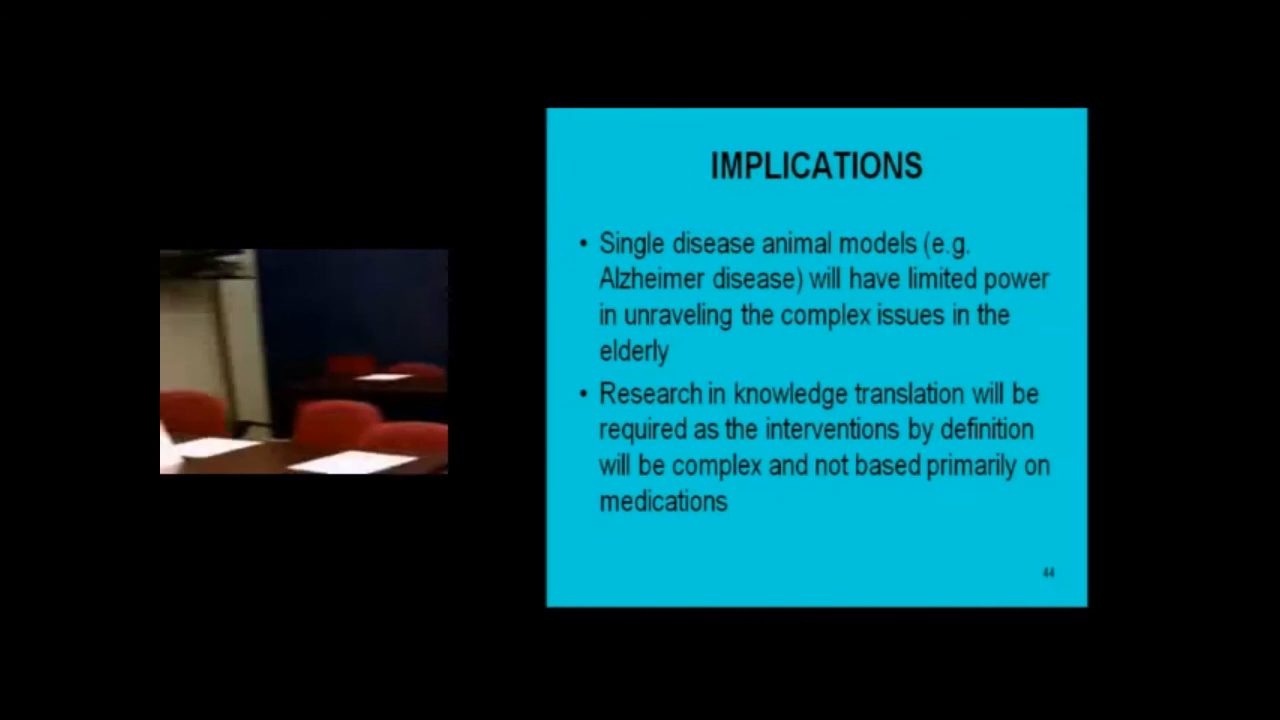 IMPLICATIONS
• Single disease animal models (e.g.
Alzheimer disease) will have limited power
in unraveling the complex issues in the
elderly
• Research in knowledge translation will be
required as the interventions by definition
will be complex and not based primarily on
medications
44